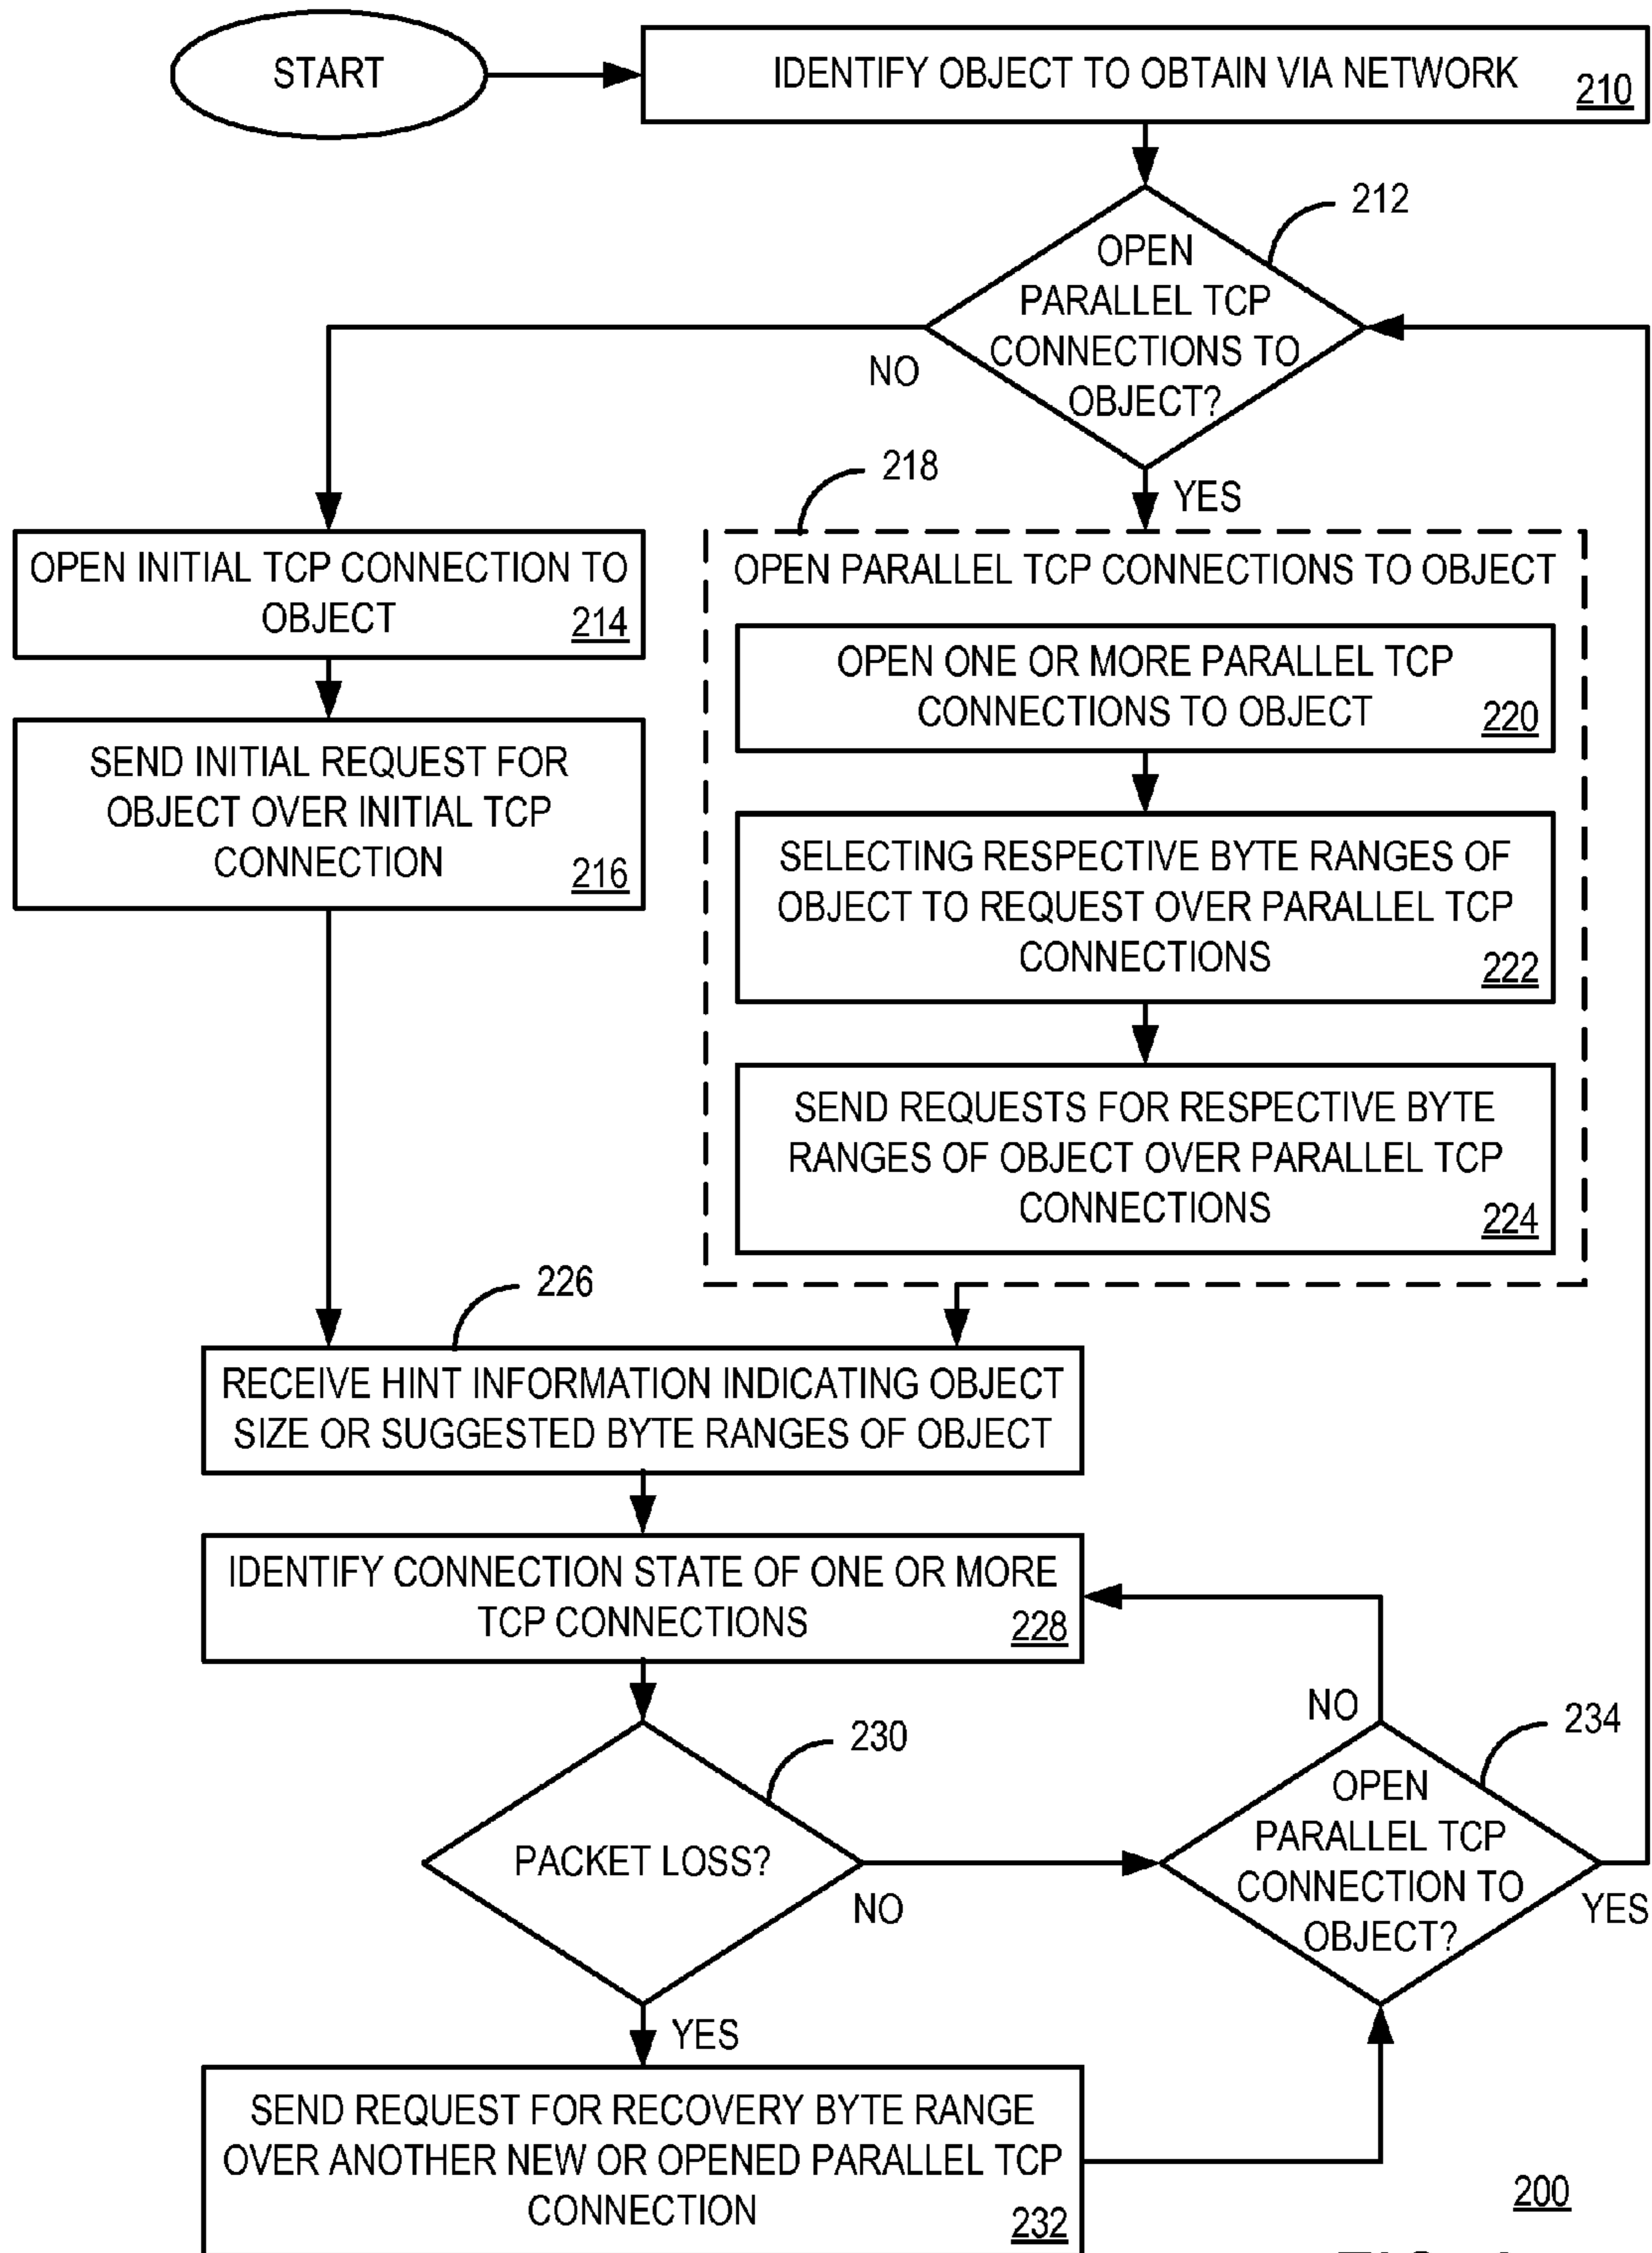 START
IDENTIFY OBJECT TO OBTAIN VIA NETWORK
210
212
OPEN
PARALLEL TCP
CONNECTIONS TO
OBJECT?
NO
YES
218
OPEN INITIAL TCP CONNECTION TO
OBJECT
214
SEND INITIAL REQUEST FOR
OBJECT OVER INITIAL TCP
CONNECTION
216
OPEN PARALLEL TCP CONNECTIONS TO OBJECT
OPEN ONE OR MORE PARALLEL TCP
CONNECTIONS TO OBJECT
220
SELECTING RESPECTIVE BYTE RANGES OF
OBJECT TO REQUEST OVER PARALLEL TCP
CONNECTIONS
222
SEND REQUESTS FOR RESPECTIVE BYTE
RANGES OF OBJECT OVER PARALLEL TCP
CONNECTIONS
224
226
RECEIVE HINT INFORMATION INDICATING OBJECT
SIZE OR SUGGESTED BYTE RANGES OF OBJECT
IDENTIFY CONNECTION STATE OF ONE OR MORE
TCP CONNECTIONS
228
230
PACKET LOSS?
NO
YES
NO
234
OPEN
PARALLEL TCP
CONNECTION TO
OBJECT?
YES
SEND REQUEST FOR RECOVERY BYTE RANGE
OVER ANOTHER NEW OR OPENED PARALLEL TCP
CONNECTION
232
200